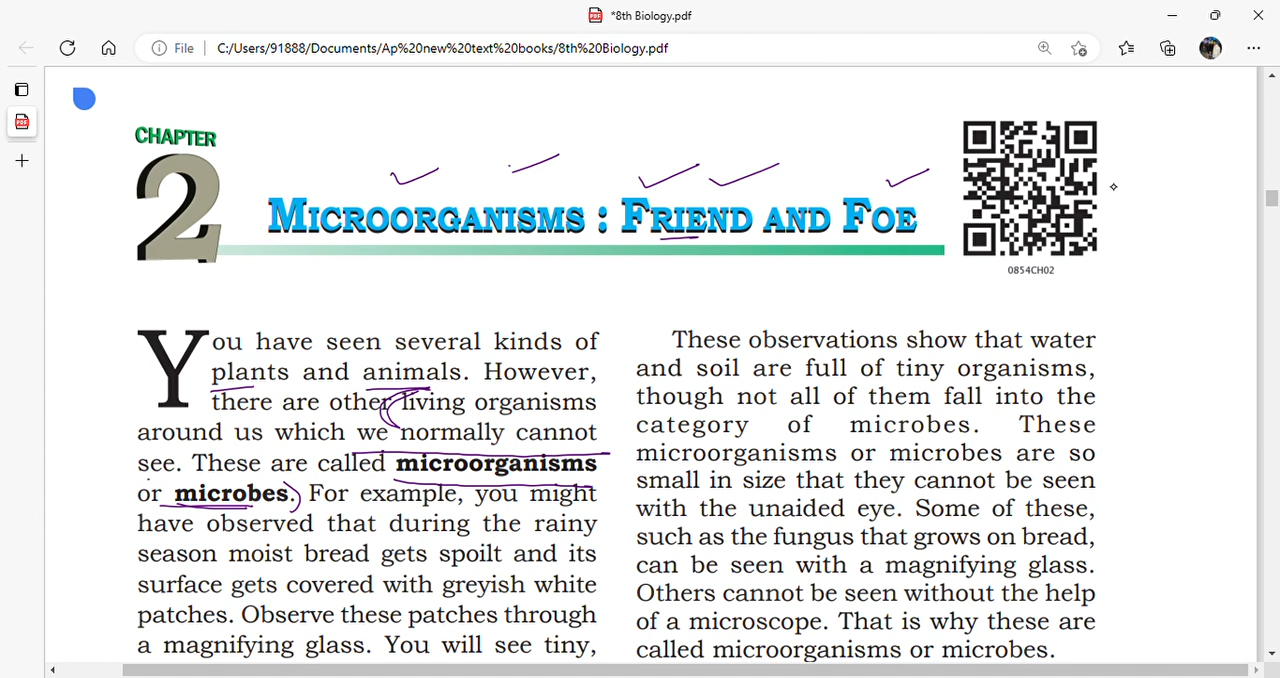 *8th Biology.pdf
File
C:/Users/91888/Documents/Ap%20new%20text%20books/8th%20Biology.pdf
CHAPTER
2
MICROORGANISMS : FRIEND AND FOE
0854CH02
You have seen several kinds of
plants and animals. However,
there are other living organisms
around us which we normally cannot
see. These are called microorganisms
or microbes. For example, you might
have observed that during the rainy
season moist bread gets spoilt and its
surface gets covered with greyish white
patches. Observe these patches through
a magnifying glass. You will see tiny,
These observations show that water
and soil are full of tiny organisms,
though not all of them fall into the
category of microbes. These
microorganisms or microbes are so
small in size that they cannot be seen
with the unaided eye. Some of these,
such as the fungus that grows on bread,
can be seen with a magnifying glass.
Others cannot be seen without the help
of a microscope. That is why these are
called microorganisms or microbes.